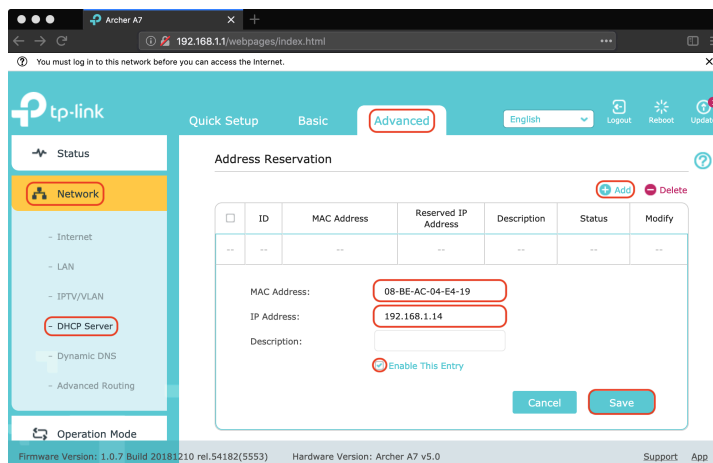 Archer A7
192.168.1.1/webpages/index.html
You must log in to this network before you can access the Internet.
tp-link
Quick Setup
Basic
Advanced
English
Logout
Reboot
Update
Status
Network
- Internet
- LAN
- IPTV/VLAN
- DHCP Server
- Dynamic DNS
- Advanced Routing
Operation Mode
Address Reservation
Add
Delete
ID MAC Address Reserved IP Address Description Status Modify
-- -- -- -- -- -- --
MAC Address: 08-BE-AC-04-E4-19
IP Address: 192.168.1.14
Description:
Enable This Entry
Cancel
Save
Firmware Version: 1.0.7 Build 20181210 rel.54182(5553) Hardware Version: Archer A7 v5.0 Support App